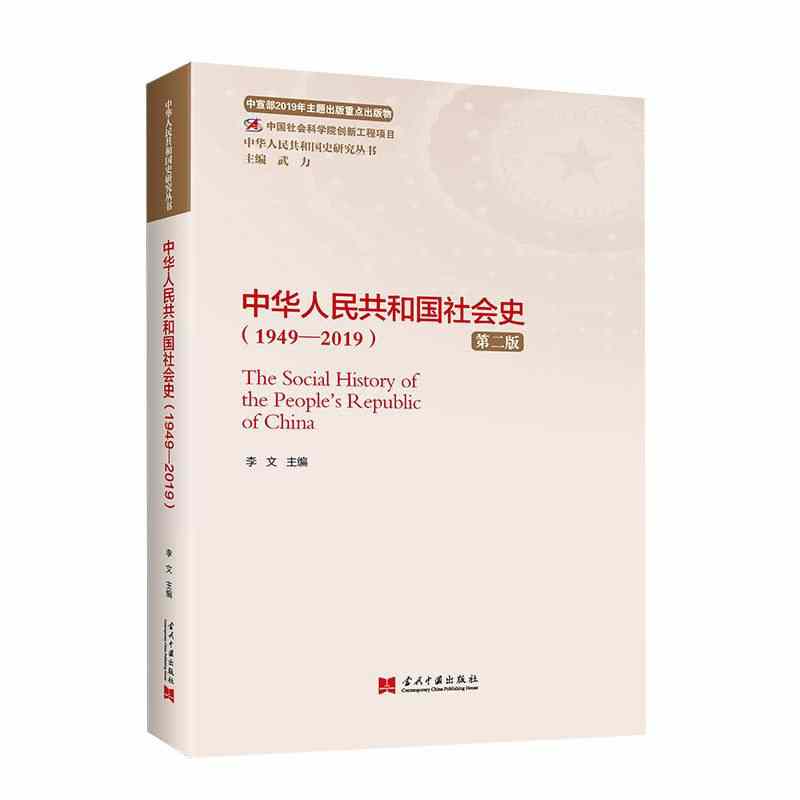 中华人民共和国史研究丛书
中华人民共和国社会史（1949—2019）
李 文 主编
当代中国出版社
Contemporary China Publishing House
中宣部2019年主题出版重点出版物
中国社会科学院创新工程项目
中华人民共和国史研究丛书
主编 武 力
中华人民共和国社会史
（1949—2019）
第二版
The Social History of
the People's Republic
of China
李 文 主编
当代中国出版社
Contemporary China Publishing House